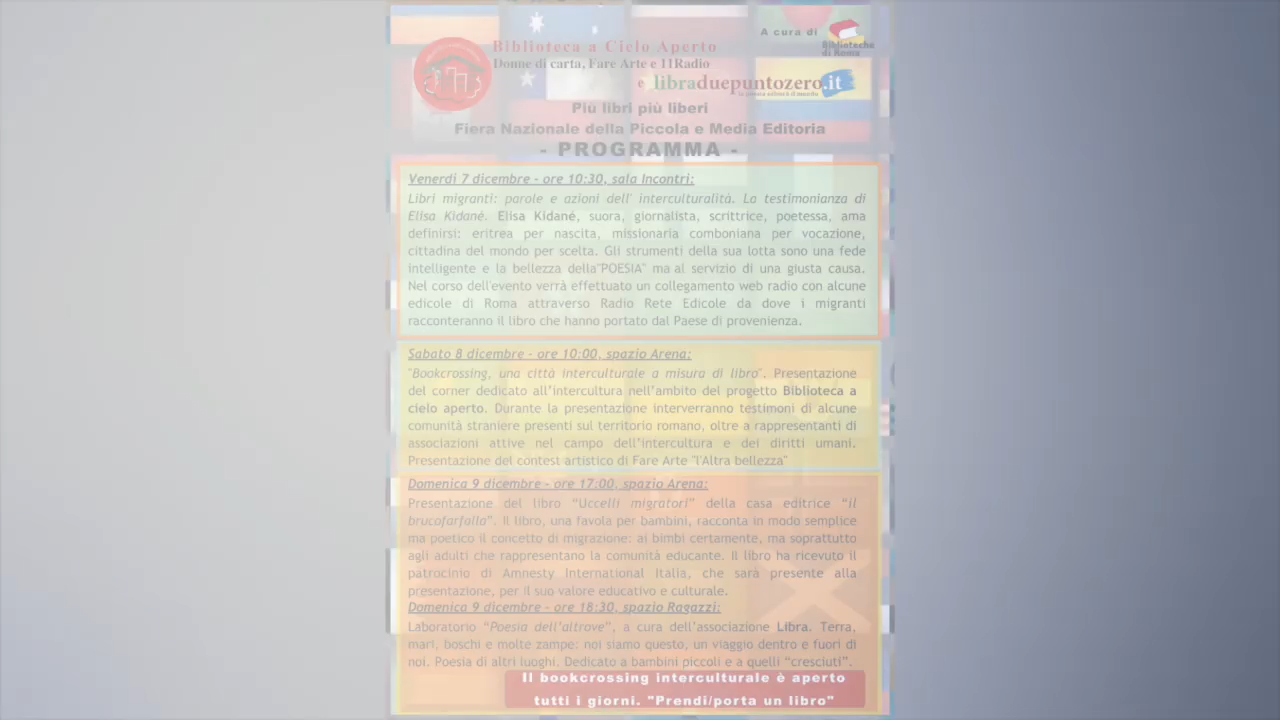 A cura di
Biblioteche
di Roma
Biblioteca a Cielo Aperto
Donne di carta, Fare Arte e 11Radio
e libraduepuntozero.it
Più libri più liberi
Fiera Nazionale della Piccola e Media Editoria
- PROGRAMMA -
Venerdì 7 dicembre - ore 10:30, sala Incontri:
Libri migranti: parole e azioni dell' interculturalità. La testimonianza di
Elisa Kidané. Elisa Kidané, suora, giornalista, scrittrice, poetessa, ama
definirsi: eritrea per nascita, missionaria comboniana per vocazione,
cittadina del mondo per scelta. Gli strumenti della sua lotta sono una fede
intelligente e la bellezza della"POESIA" ma al servizio di una giusta causa.
Nel corso dell'evento verrà effettuato un collegamento web radio con alcune
edicole di Roma attraverso Radio Rete Edicole da dove i migranti
racconteranno il libro che hanno portato dal Paese di provenienza.
Sabato 8 dicembre - ore 10:00, spazio Arena:
"Bookcrossing, una città interculturale a misura di libro". Presentazione
del corner dedicato all’intercultura nell’ambito del progetto Biblioteca a
cielo aperto. Durante la presentazione interverranno testimoni di alcune
comunità straniere presenti sul territorio romano, oltre a rappresentanti di
associazioni attive nel campo dell’intercultura e dei diritti umani.
Presentazione del contest artistico di Fare Arte "l'Altra bellezza"
Domenica 9 dicembre - ore 17:00, spazio Arena:
Presentazione del libro “Uccelli migratori” della casa editrice “il
brucofarfalla”. Il libro, una favola per bambini, racconta in modo semplice
ma poetico il concetto di migrazione: ai bimbi certamente, ma soprattutto
agli adulti che rappresentano la comunità educante. Il libro ha ricevuto il
patrocinio di Amnesty International Italia, che sarà presente alla
presentazione, per il suo valore educativo e culturale.
Domenica 9 dicembre - ore 18:30, spazio Ragazzi:
Laboratorio “Poesia dell’altrove”, a cura dell’associazione Libra. Terra,
mari, boschi e molte zampe: noi siamo questo, un viaggio dentro e fuori di
noi. Poesia di altri luoghi. Dedicato a bambini piccoli e a quelli “cresciuti”.
Il bookcrossing interculturale è aperto
tutti i giorni. "Prendi/porta un libro"